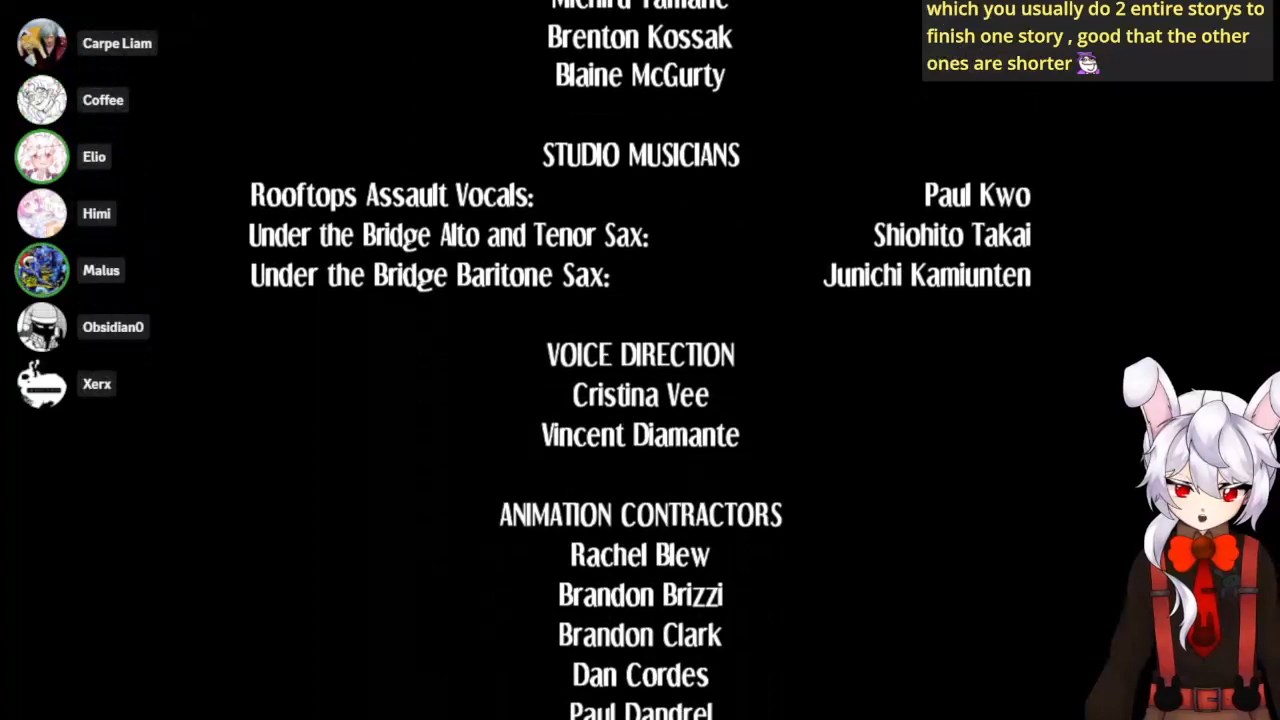 Carpe Liam
Coffee
Elio
Himi
Malus
Obsidian0
Xerx
Michiru Yamane
Brenton Kossak
Blaine McGurty
STUDIO MUSICIANS
Rooftops Assault Vocals: Paul Kwo
Under the Bridge Alto and Tenor Sax: Shiohito Takai
Under the Bridge Baritone Sax: Junichi Kamiunten
VOICE DIRECTION
Cristina Vee
Vincent Diamante
ANIMATION CONTRACTORS
Rachel Blew
Brandon Brizzi
Brandon Clark
Dan Cordes
Paul Dandrel
which you usually do 2 entire storys to
finish one story , good that the other
ones are shorter